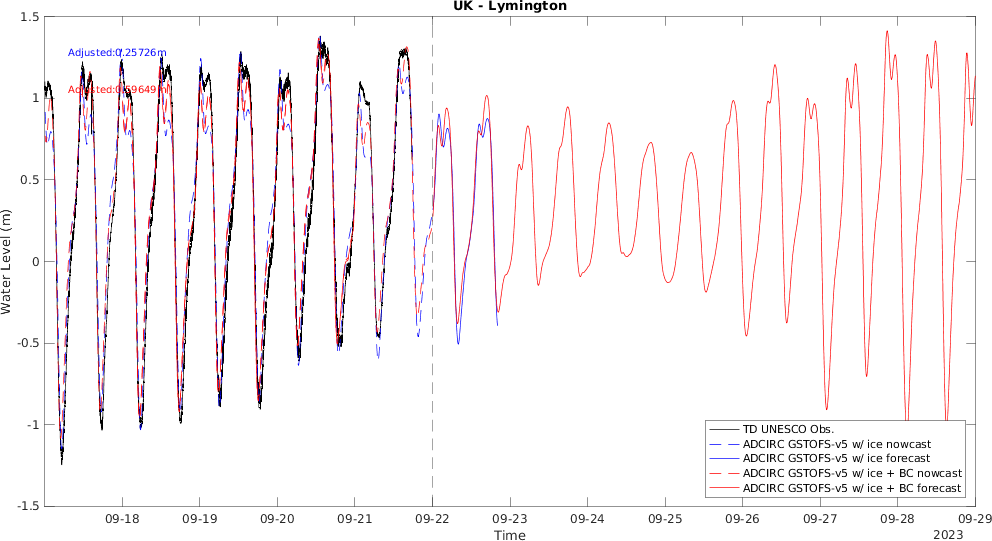 UK - Lymington
1.5
1
0.5
0
-0.5
-1
-1.5
Water Level (m)
Adjusted:0.25726m
TD UNESCO Obs.
ADCIRC GSTOFS-v5 w/ ice nowcast
ADCIRC GSTOFS-v5 w/ ice forecast
ADCIRC GSTOFS-v5 w/ ice + BC nowcast
ADCIRC GSTOFS-v5 w/ ice + BC forecast
09-18
09-19
09-20
09-21
09-22
09-23
09-24
09-25
09-26
09-27
09-28
09-29
Time
2023